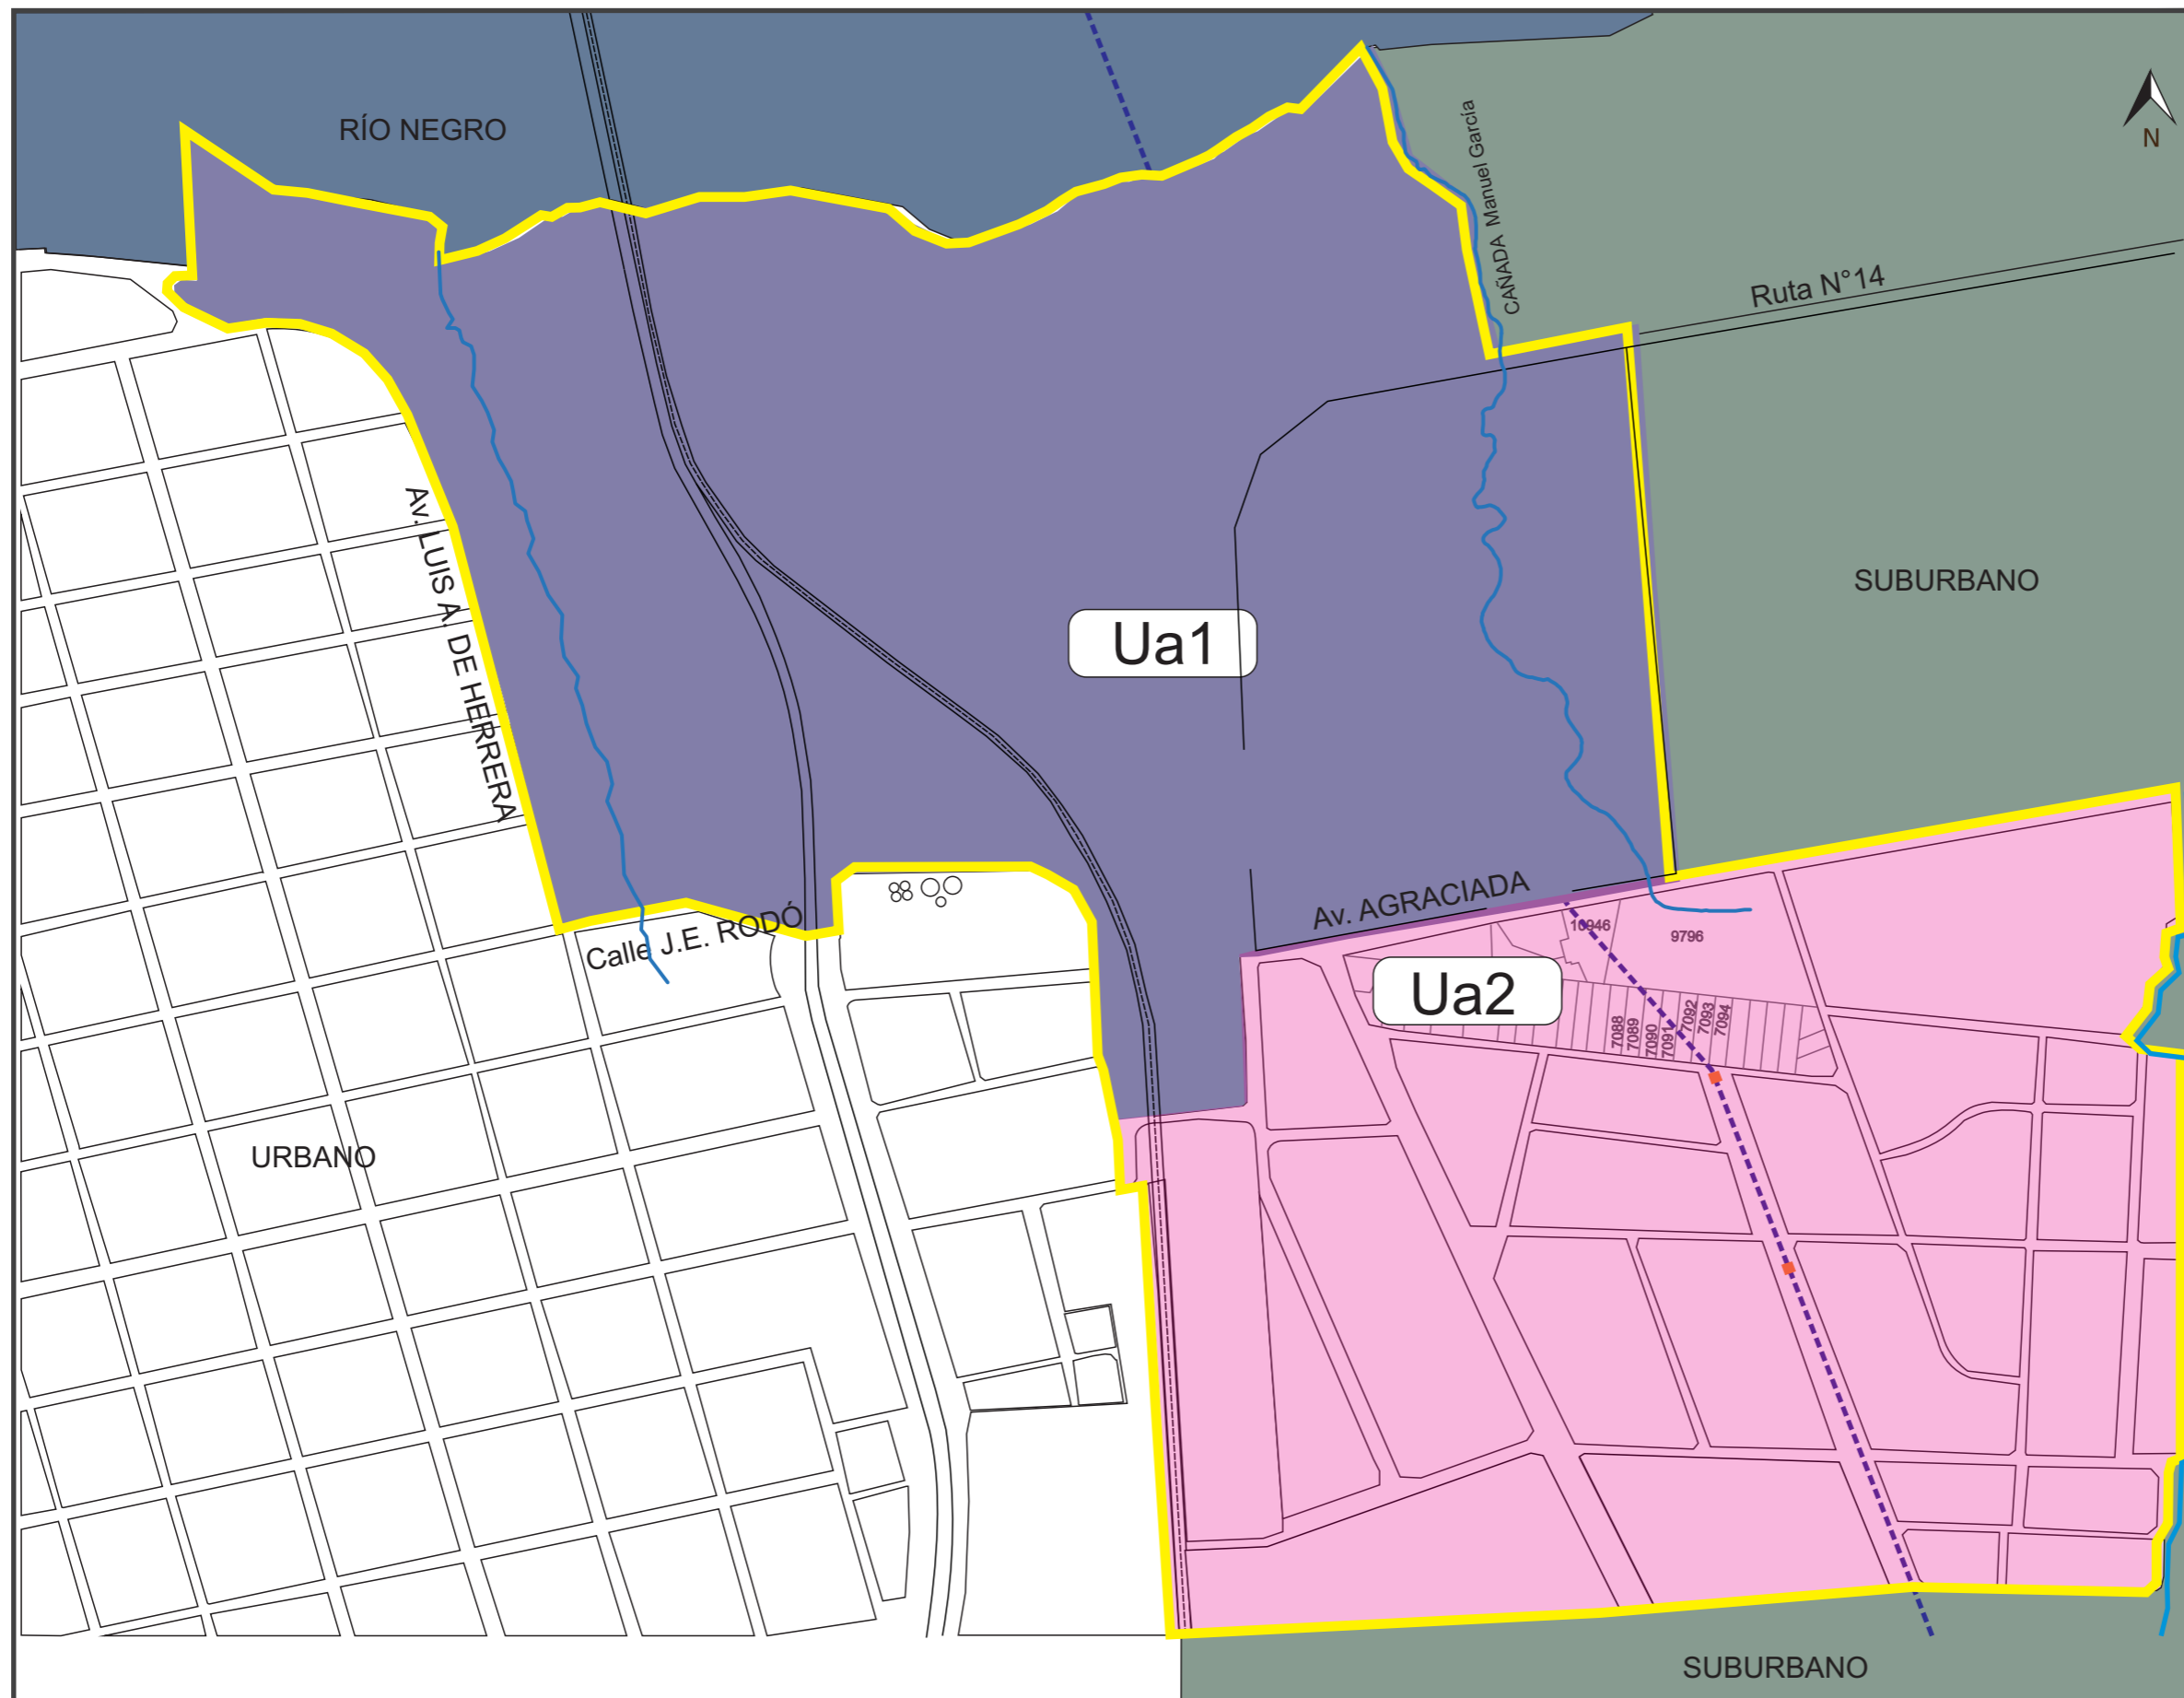 RÍO NEGRO
N
CAÑADA Manuel García
Ruta N°14
SUBURBANO
Av. LUIS A. DE HERRERA
Ua1
Av. AGRACIADA
Calle J.E. RODÓ
10946
9796
Ua2
7088
7089
7090
7091
7092
7093
7094
URBANO
SUBURBANO